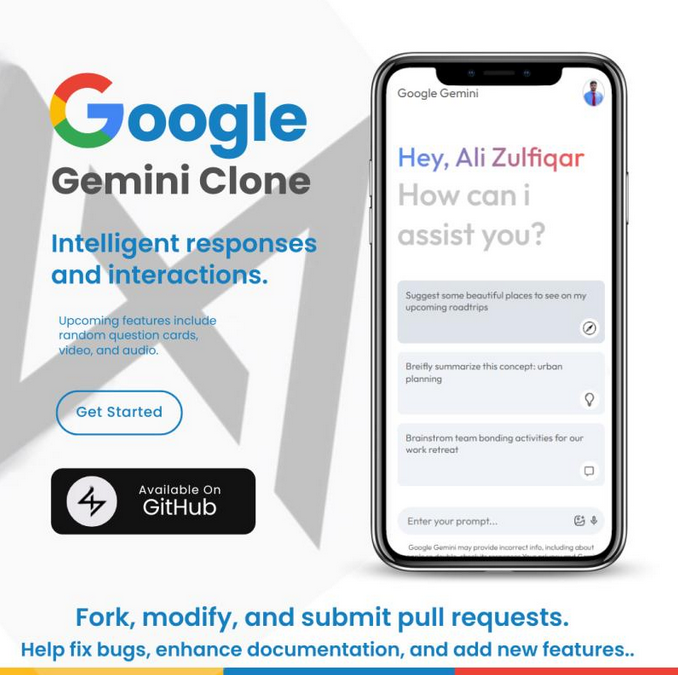 Google
Gemini Clone
Intelligent responses
and interactions.
Upcoming features include
random question cards,
video, and audio.
Get Started
Available On
GitHub
Google Gemini
Hey, Ali Zulfiqar
How can i
assist you?
Suggest some beautiful places to see on my
upcoming roadtrips
Breifly summarize this concept: urban
planning
Brainstrom team bonding activities for our
work retreat
Enter your prompt...
Google Gemini may provide incorrect info, including about
Fork, modify, and submit pull requests.
Help fix bugs, enhance documentation, and add new features..